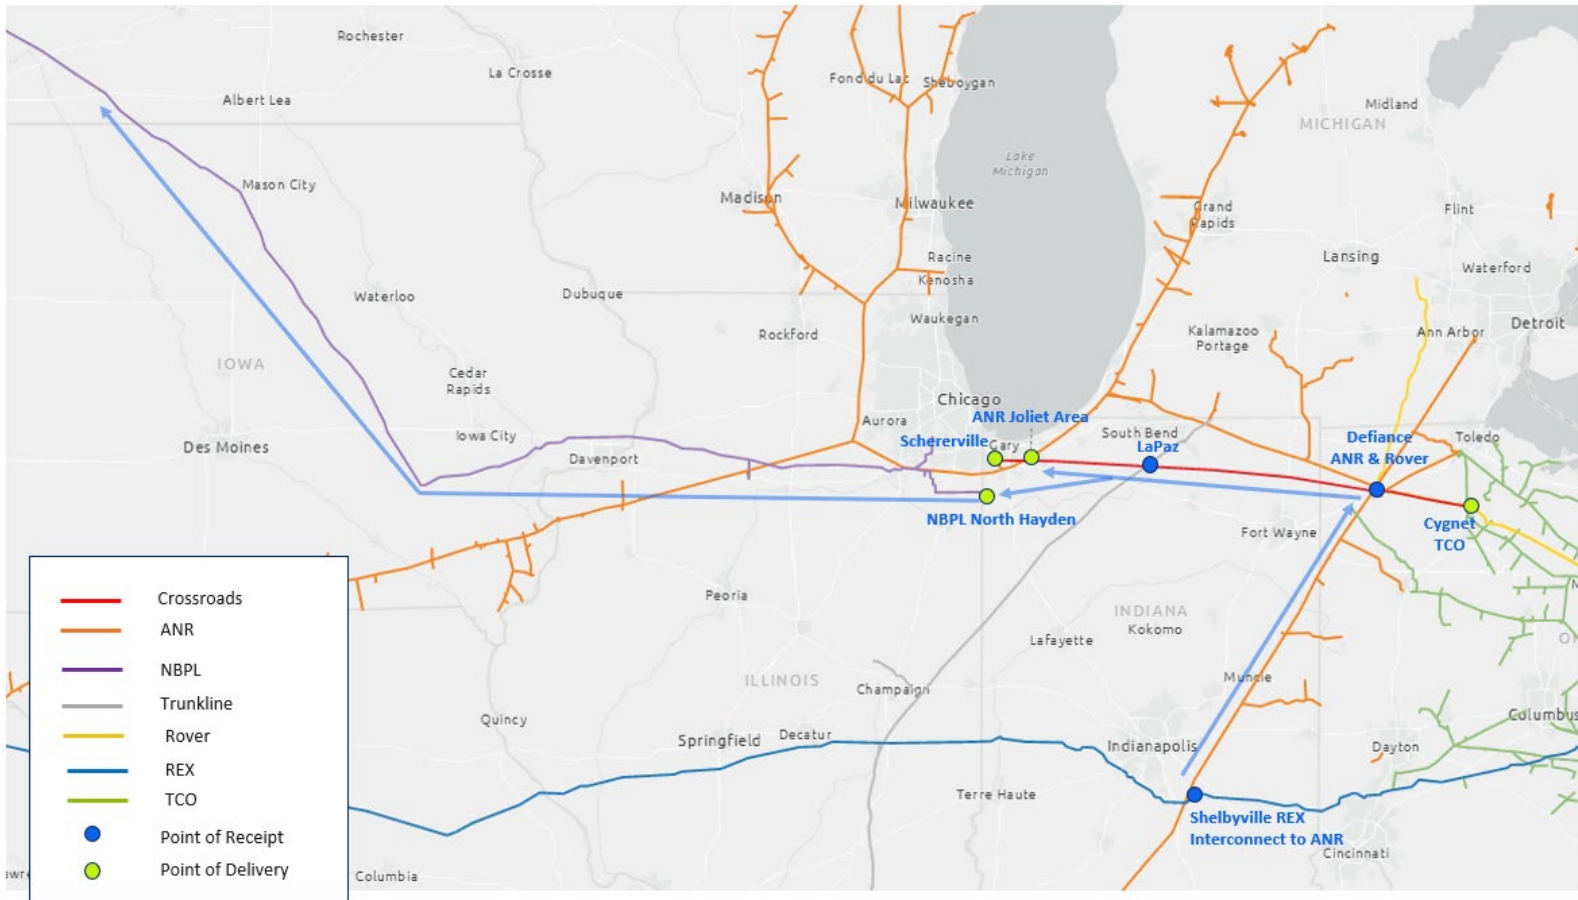 Rochester
La Crosse
Albert Lea
Fond du Lac
Sheboygan
Midland
MICHIGAN
Lake
Michigan
Mason City
Madison
Milwaukee
Grand
Rapids
Flint
Lansing
Waterford
Racine
Kenosha
Waterloo
Dubuque
Waukegan
Rockford
Kalamazoo
Portage
Ann Arbor
Detroit
IOWA
Cedar
Rapids
Chicago
Aurora
ANR Joliet Area
Iowa City
Schererville
Gary
South Bend
LaPaz
Defiance
ANR & Rover
Toledo
Des Moines
Davenport
NBPL North Hayden
Fort Wayne
Cygnet
TCO
Peoria
INDIANA
Kokomo
Lafayette
ILLINOIS
Champaign
Muncie
Quincy
Springfield
Decatur
Indianapolis
Dayton
Columbus
Terre Haute
Shelbyville REX
Interconnect to ANR
Cincinnati
Columbia
Crossroads
ANR
NBPL
Trunkline
Rover
REX
TCO
Point of Receipt
Point of Delivery